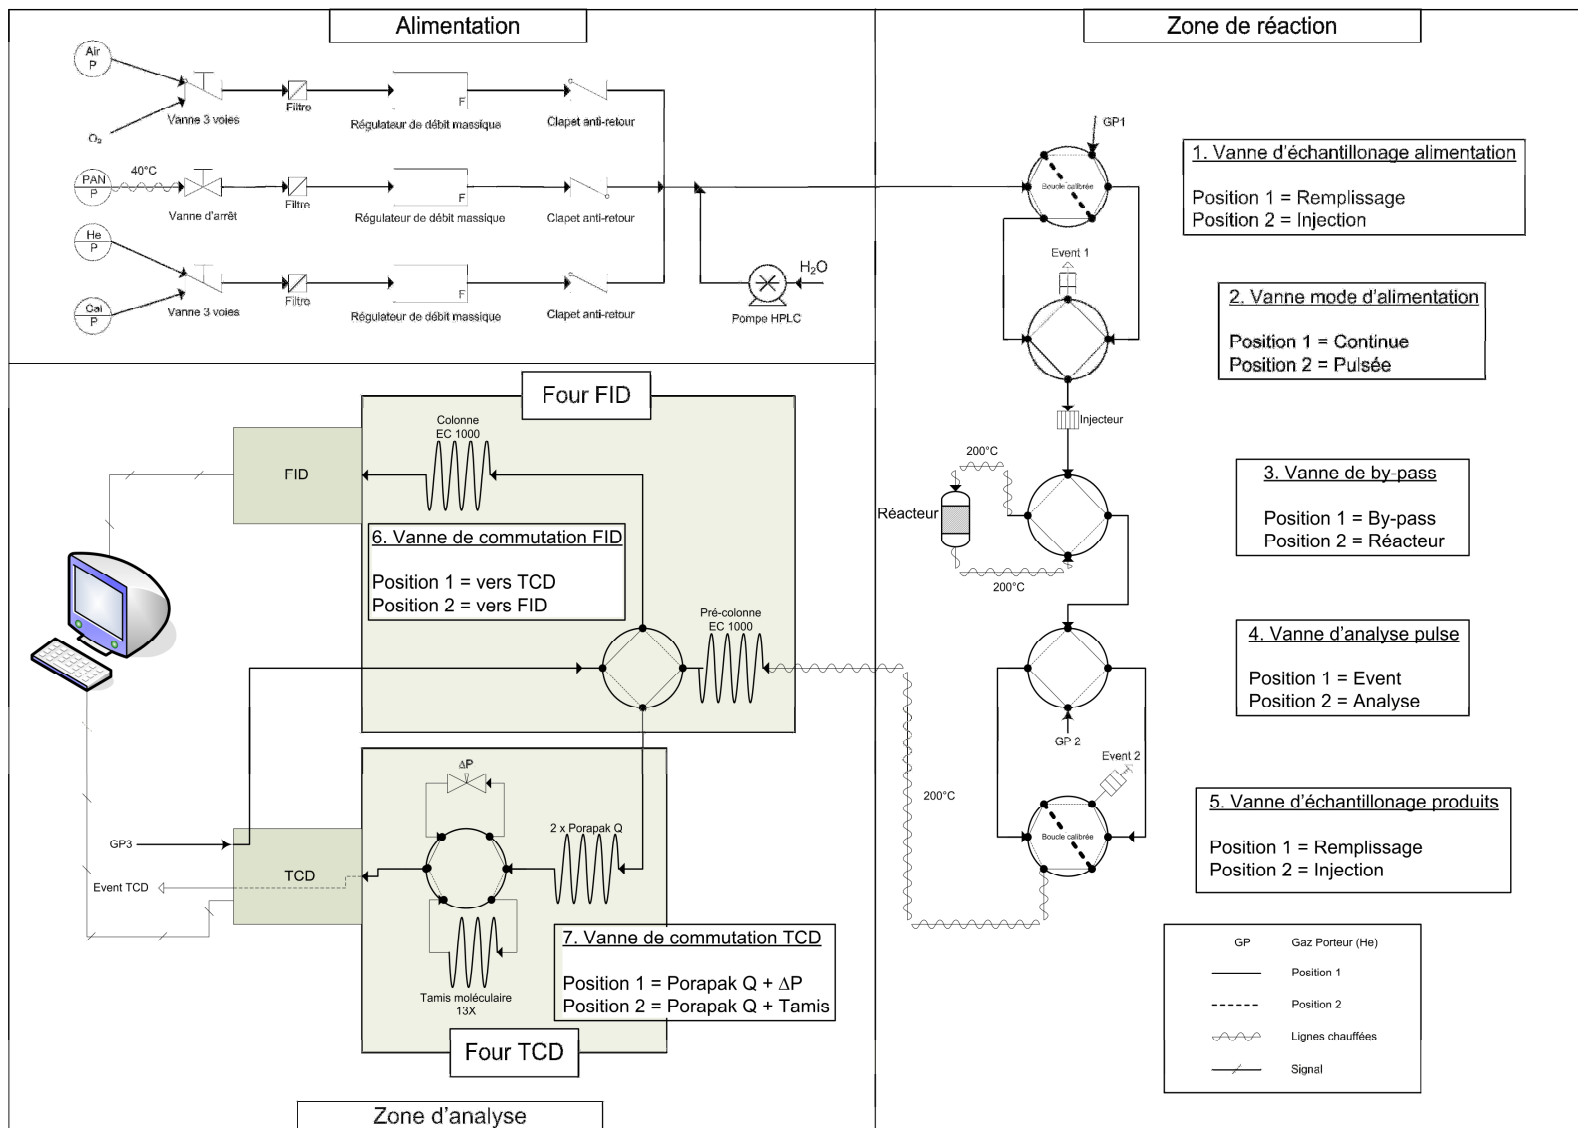 Alimentation
Air
P
O₂
Vanne 3 voies
Filtre
F
Régulateur de débit massique
Clapet anti-retour
PAN
P
40°C
Vanne d'arrêt
Filtre
F
Régulateur de débit massique
Clapet anti-retour
He
P
Cal
P
Vanne 3 voies
Filtre
F
Régulateur de débit massique
Clapet anti-retour
H₂O
Pompe HPLC
Zone de réaction
GP1
Boucle calibrée
1. Vanne d'échantillonage alimentation
Position 1 = Remplissage
Position 2 = Injection
Event 1
2. Vanne mode d'alimentation
Position 1 = Continue
Position 2 = Pulsée
Injecteur
200°C
Réacteur
200°C
3. Vanne de by-pass
Position 1 = By-pass
Position 2 = Réacteur
GP 2
4. Vanne d'analyse pulse
Position 1 = Event
Position 2 = Analyse
Event 2
200°C
Boucle calibrée
5. Vanne d'échantillonage produits
Position 1 = Remplissage
Position 2 = Injection
GP Gaz Porteur (He)
Position 1
Position 2
Lignes chauffées
Signal
Four FID
Colonne
EC 1000
FID
6. Vanne de commutation FID
Position 1 = vers TCD
Position 2 = vers FID
Pré-colonne
EC 1000
ΔP
2 x Porapak Q
GP3
TCD
Event TCD
Tamis moléculaire
13X
7. Vanne de commutation TCD
Position 1 = Porapak Q + ΔP
Position 2 = Porapak Q + Tamis
Four TCD
Zone d'analyse